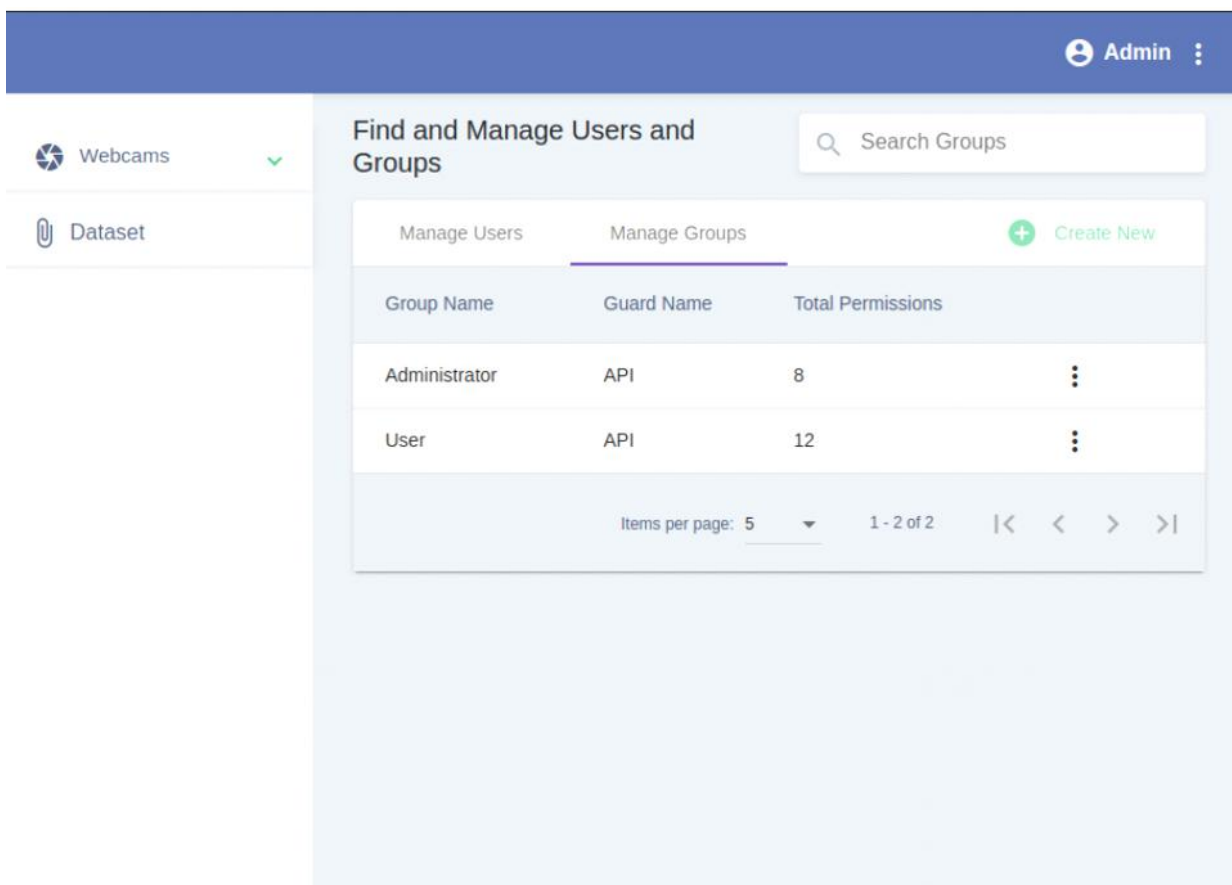 Admin
Webcams
Dataset
Find and Manage Users and
Groups
Search Groups
Manage Users Manage Groups Create New
Group Name Guard Name Total Permissions
Administrator API 8
User API 12
Items per page: 5 1 - 2 of 2